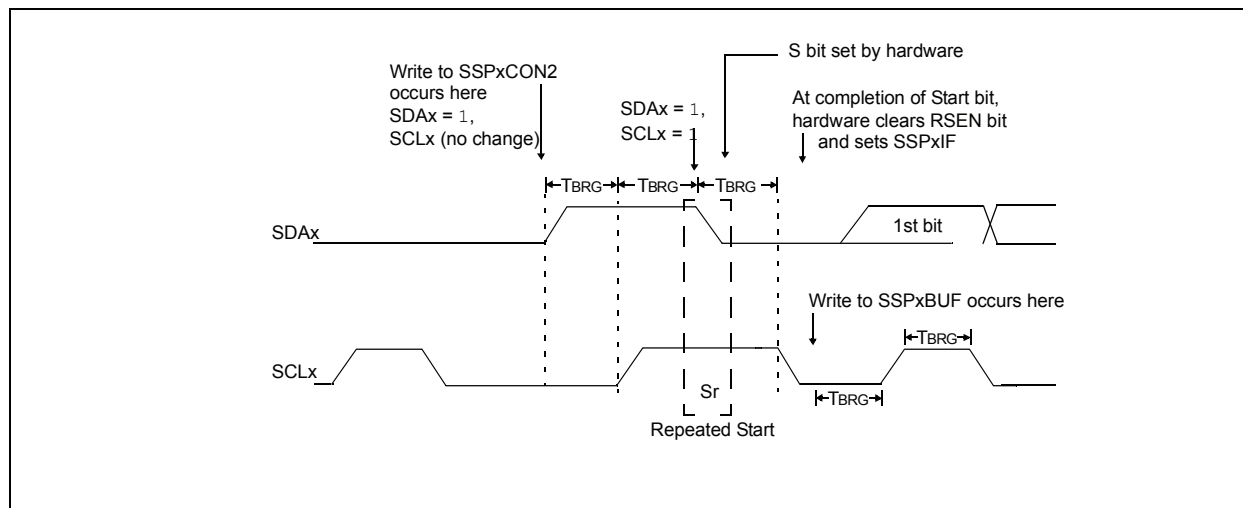 S bit set by hardware
Write to SSPxCON2
occurs here
SDAx = 1,
SCLx (no change)
SDAx = 1,
SCLx = 1
At completion of Start bit,
hardware clears RSEN bit
and sets SSPxIF
TBRG TBRG TBRG
SDAx
1st bit
Write to SSPxBUF occurs here
TBRG
SCLx
Sr
TBRG
Repeated Start